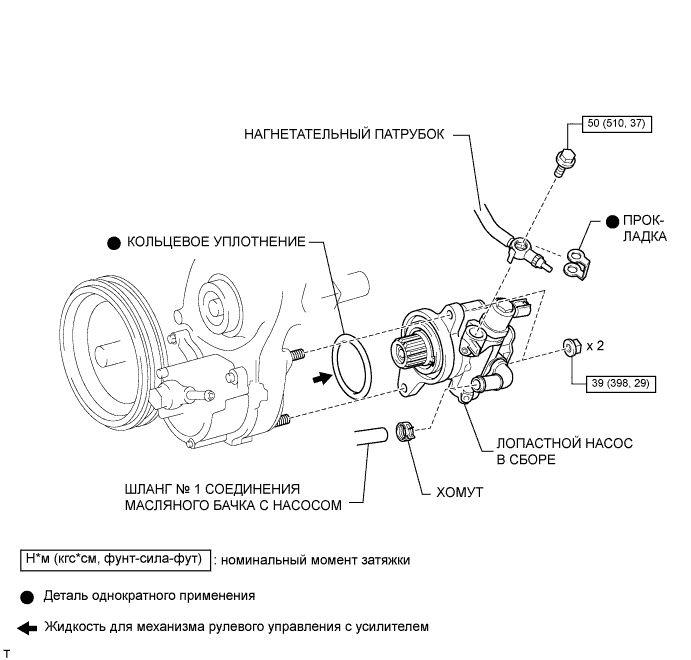 50 (510, 37)
НАГНЕТАТЕЛЬНЫЙ ПАТРУБОК
ПРОК-
ЛАДКА
КОЛЬЦЕВОЕ УПЛОТНЕНИЕ
x 2
39 (398, 29)
ЛОПАСТНОЙ НАСОС
В СБОРЕ
ХОМУТ
ШЛАНГ № 1 СОЕДИНЕНИЯ
МАСЛЯНОГО БАЧКА С НАСОСОМ
Н*м (кгс*см, фунт-сила-фут) : номинальный момент затяжки
Деталь однократного применения
Жидкость для механизма рулевого управления с усилителем
T